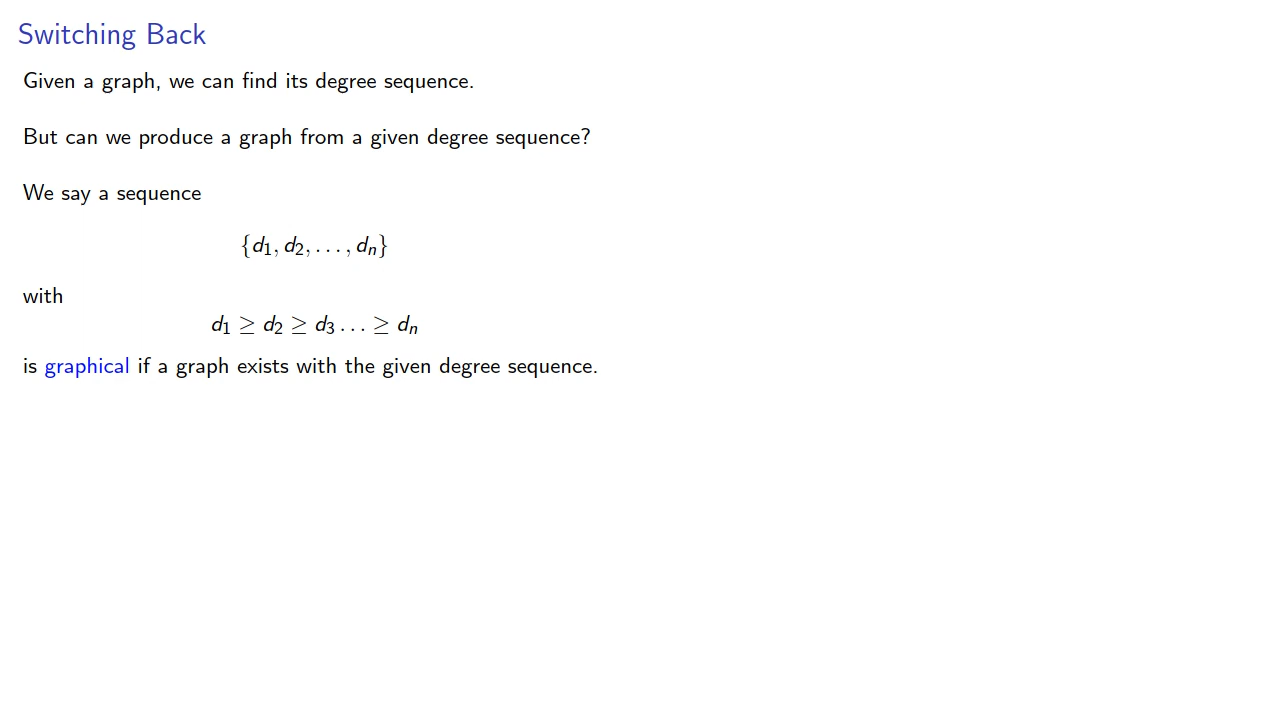 Switching Back
Given a graph, we can find its degree sequence.
But can we produce a graph from a given degree sequence?
We say a sequence
{d₁, d₂, . . . , dₙ}
with
d₁ ≥ d₂ ≥ d₃ . . . ≥ dₙ
is graphical if a graph exists with the given degree sequence.